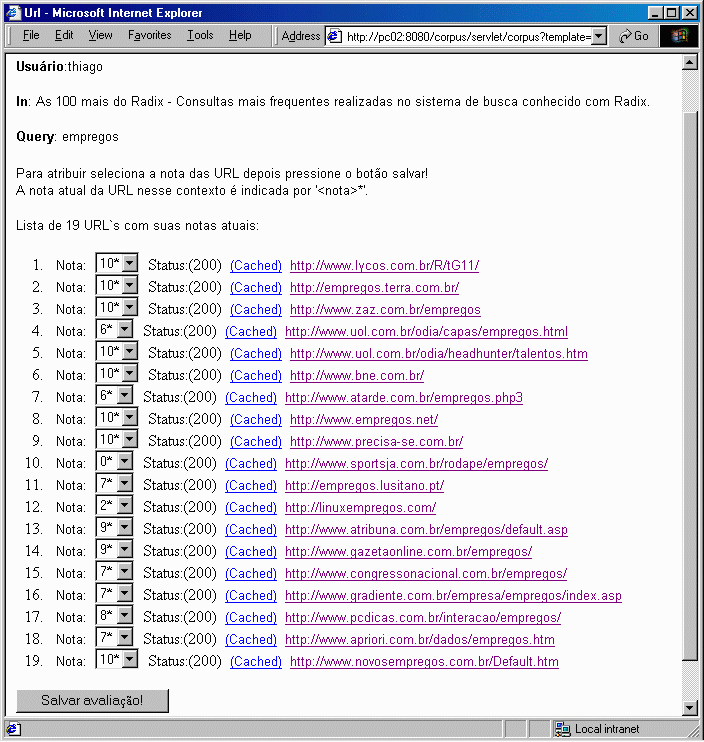 Url - Microsoft Internet Explorer
File Edit View Favorites Tools Help Address http://pc02:8080/corpus/servlet/corpus?template= Go
Usuário:thiago
In: As 100 mais do Radix - Consultas mais frequentes realizadas no sistema de busca conhecido com Radix.
Query: empregos
Para atribuir seleciona a nota das URL depois pressione o botão salvar!
A nota atual da URL nesse contexto é indicada por '<nota>*'.
Lista de 19 URL`s com suas notas atuais:
1. Nota: 10* Status:(200) (Cached) http://www.lycos.com.br/R/tG11/
2. Nota: 10* Status:(200) (Cached) http://empregos.terra.com.br/
3. Nota: 10* Status:(200) (Cached) http://www.zaz.com.br/empregos
4. Nota: 6* Status:(200) (Cached) http://www.uol.com.br/odia/capas/empregos.html
5. Nota: 10* Status:(200) (Cached) http://www.uol.com.br/odia/headhunter/talentos.htm
6. Nota: 10* Status:(200) (Cached) http://www.bne.com.br/
7. Nota: 6* Status:(200) (Cached) http://www.atarde.com.br/empregos.php3
8. Nota: 10* Status:(200) (Cached) http://www.empregos.net/
9. Nota: 10* Status:(200) (Cached) http://www.precisa-se.com.br/
10. Nota: 0* Status:(200) (Cached) http://www.sportsja.com.br/rodape/empregos/
11. Nota: 7* Status:(200) (Cached) http://empregos.lusitano.pt/
12. Nota: 2* Status:(200) (Cached) http://linuxempregos.com/
13. Nota: 9* Status:(200) (Cached) http://www.atribuna.com.br/empregos/default.asp
14. Nota: 9* Status:(200) (Cached) http://www.gazetaonline.com.br/empregos/
15. Nota: 7* Status:(200) (Cached) http://www.congressonacional.com.br/empregos/
16. Nota: 7* Status:(200) (Cached) http://www.gradiente.com.br/empresa/empregos/index.asp
17. Nota: 8* Status:(200) (Cached) http://www.pcdicas.com.br/interacao/empregos/
18. Nota: 7* Status:(200) (Cached) http://www.apriori.com.br/dados/empregos.htm
19. Nota: 10* Status:(200) (Cached) http://www.novosempregos.com.br/Default.htm
Salvar avaliação!
Local intranet